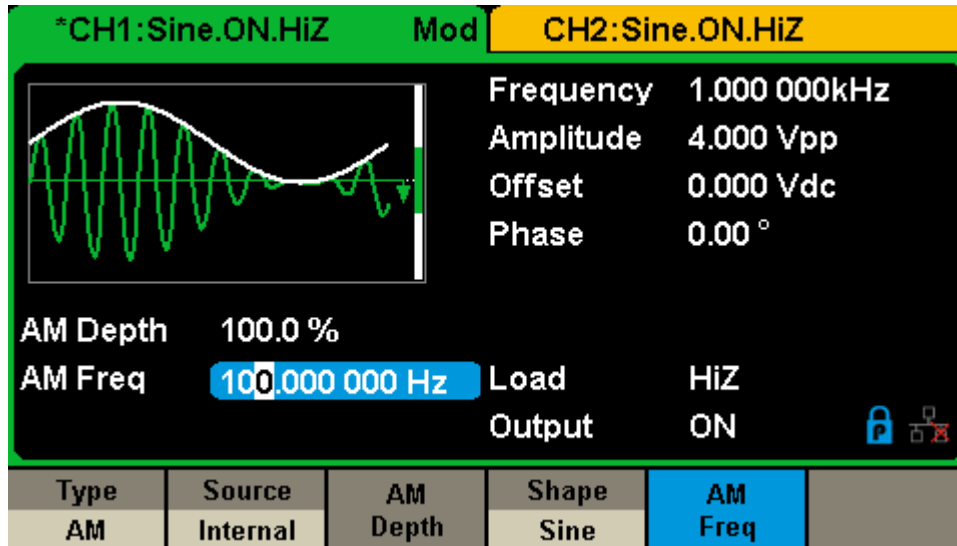 *CH1:Sine.ON.HiZ Mod CH2:Sine.ON.HiZ
Frequency 1.000 000kHz
Amplitude 4.000 Vpp
Offset 0.000 Vdc
Phase 0.00 °
AM Depth 100.0 %
AM Freq 100.000 000 Hz Load HiZ
Output ON P
Type Source AM Shape AM
AM Internal Depth Sine Freq